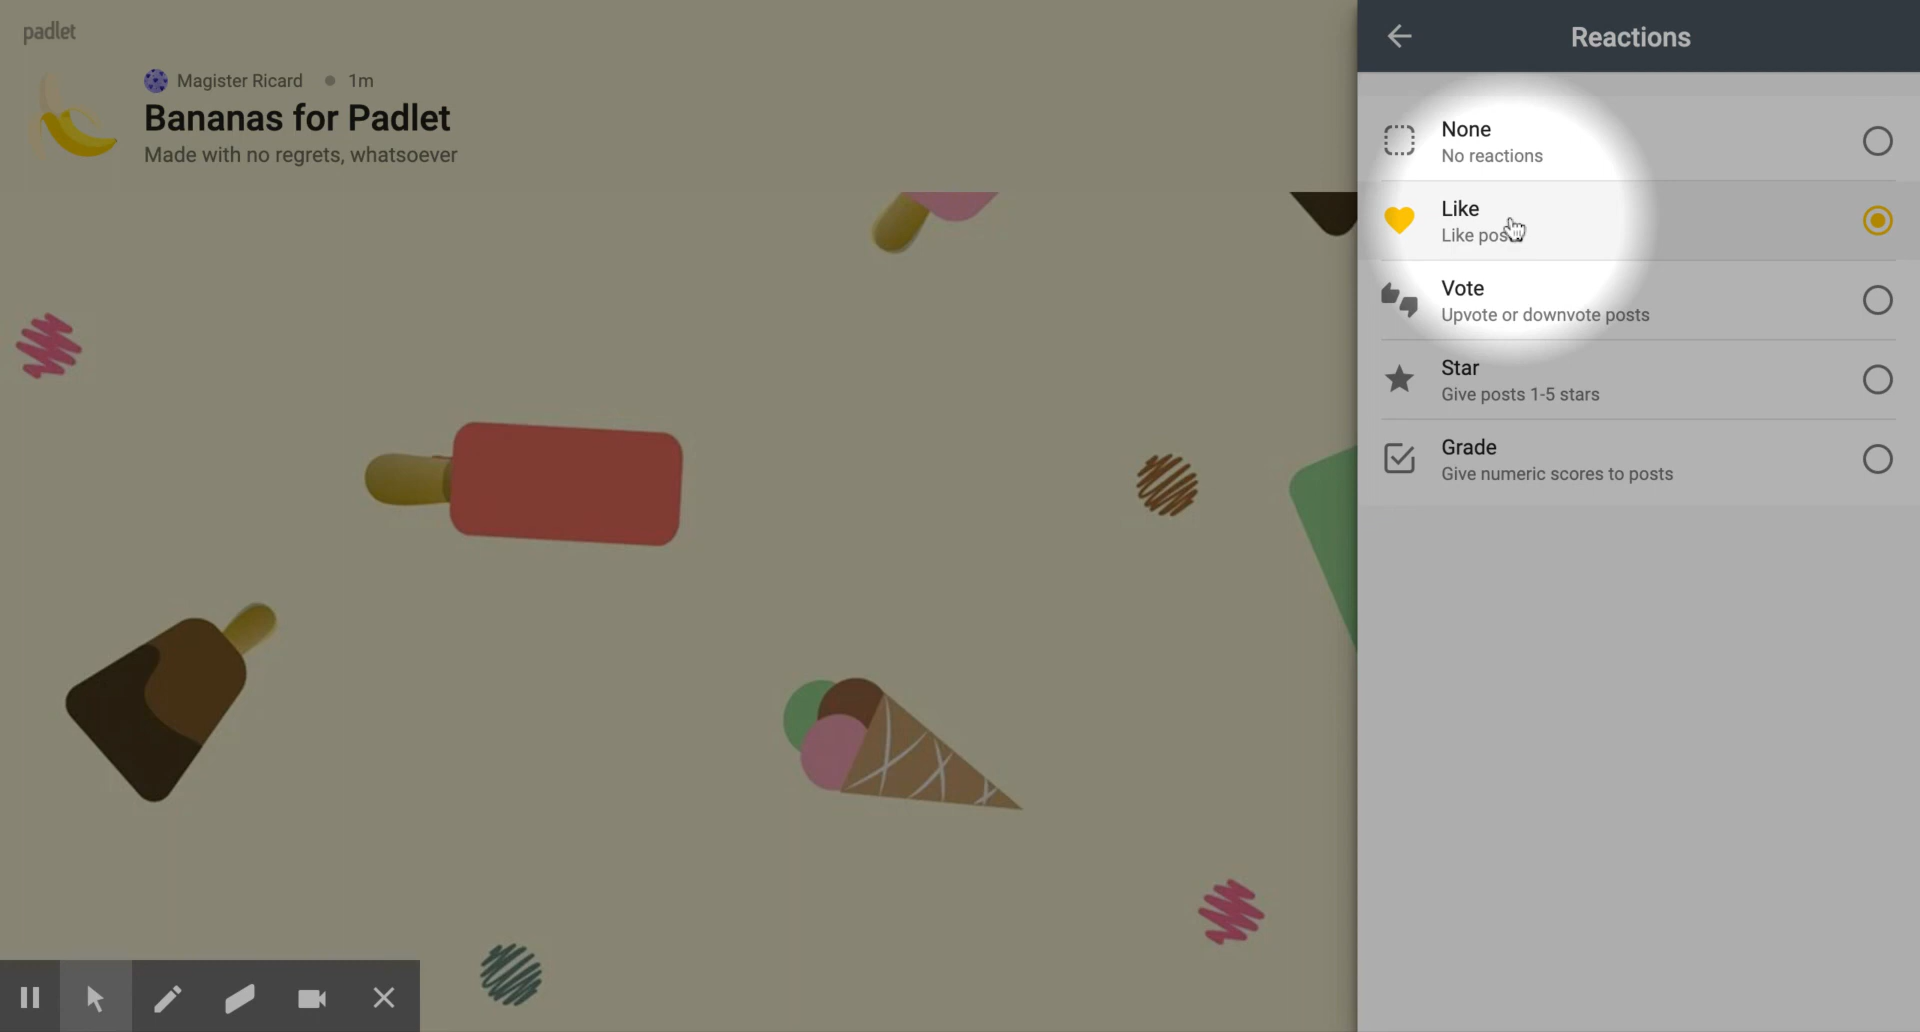 padlet
Magister Ricard • 1m
Bananas for Padlet
Made with no regrets, whatsoever
Reactions
None
No reactions
Like
Like
Vote
Upvote or downvote posts
Star
Give posts 1-5 stars
Grade
Give numeric scores to posts